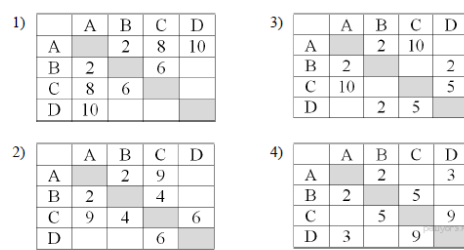 1)
A B C D
A 2 8 10
B 2 6
C 8 6
D 10
2)
A B C D
A 2 9
B 2 4
C 9 4 6
D 6
3)
A B C D
A 2 10
B 2 2
C 10 5
D 2 5
4)
A B C D
A 2 3
B 2 5
C 5 9
D 3 9